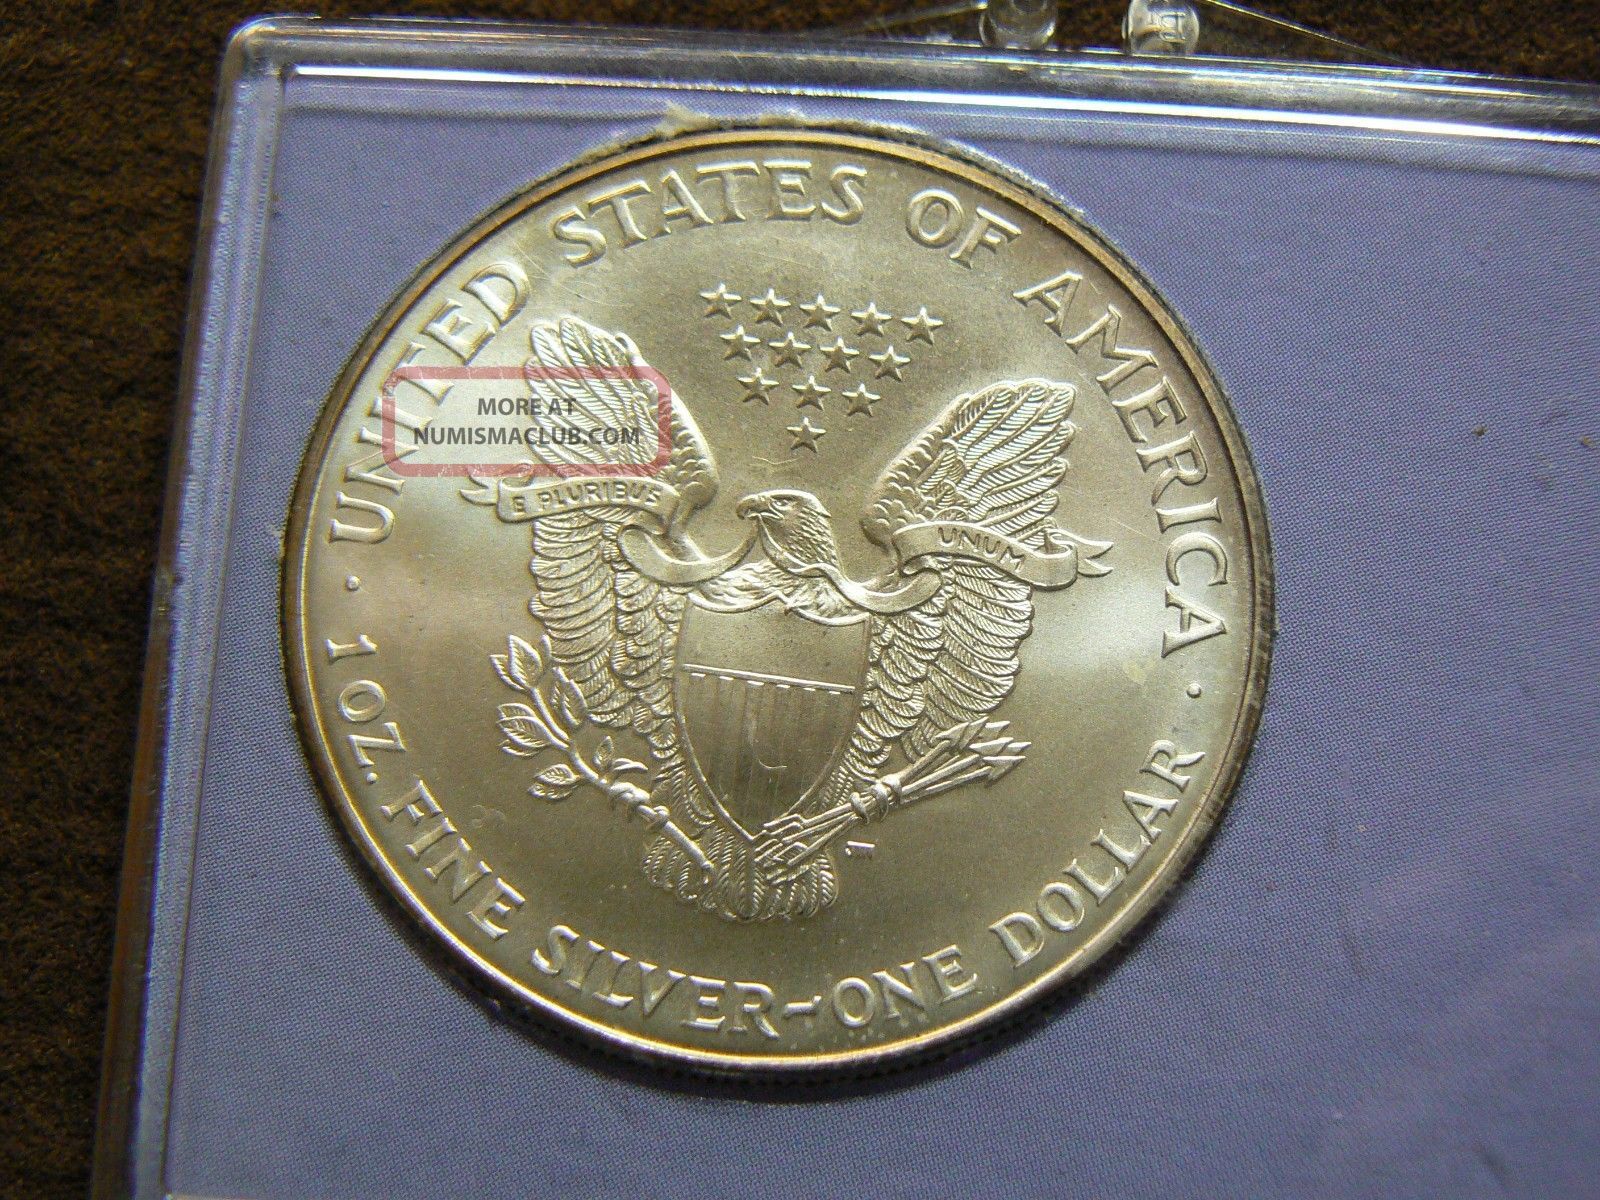 UNITED STATES OF AMERICA
MORE AT
NUMISMACLUB.COM
E PLURIBUS
UNUM
· 1 OZ. FINE SILVER~ONE DOLLAR ·